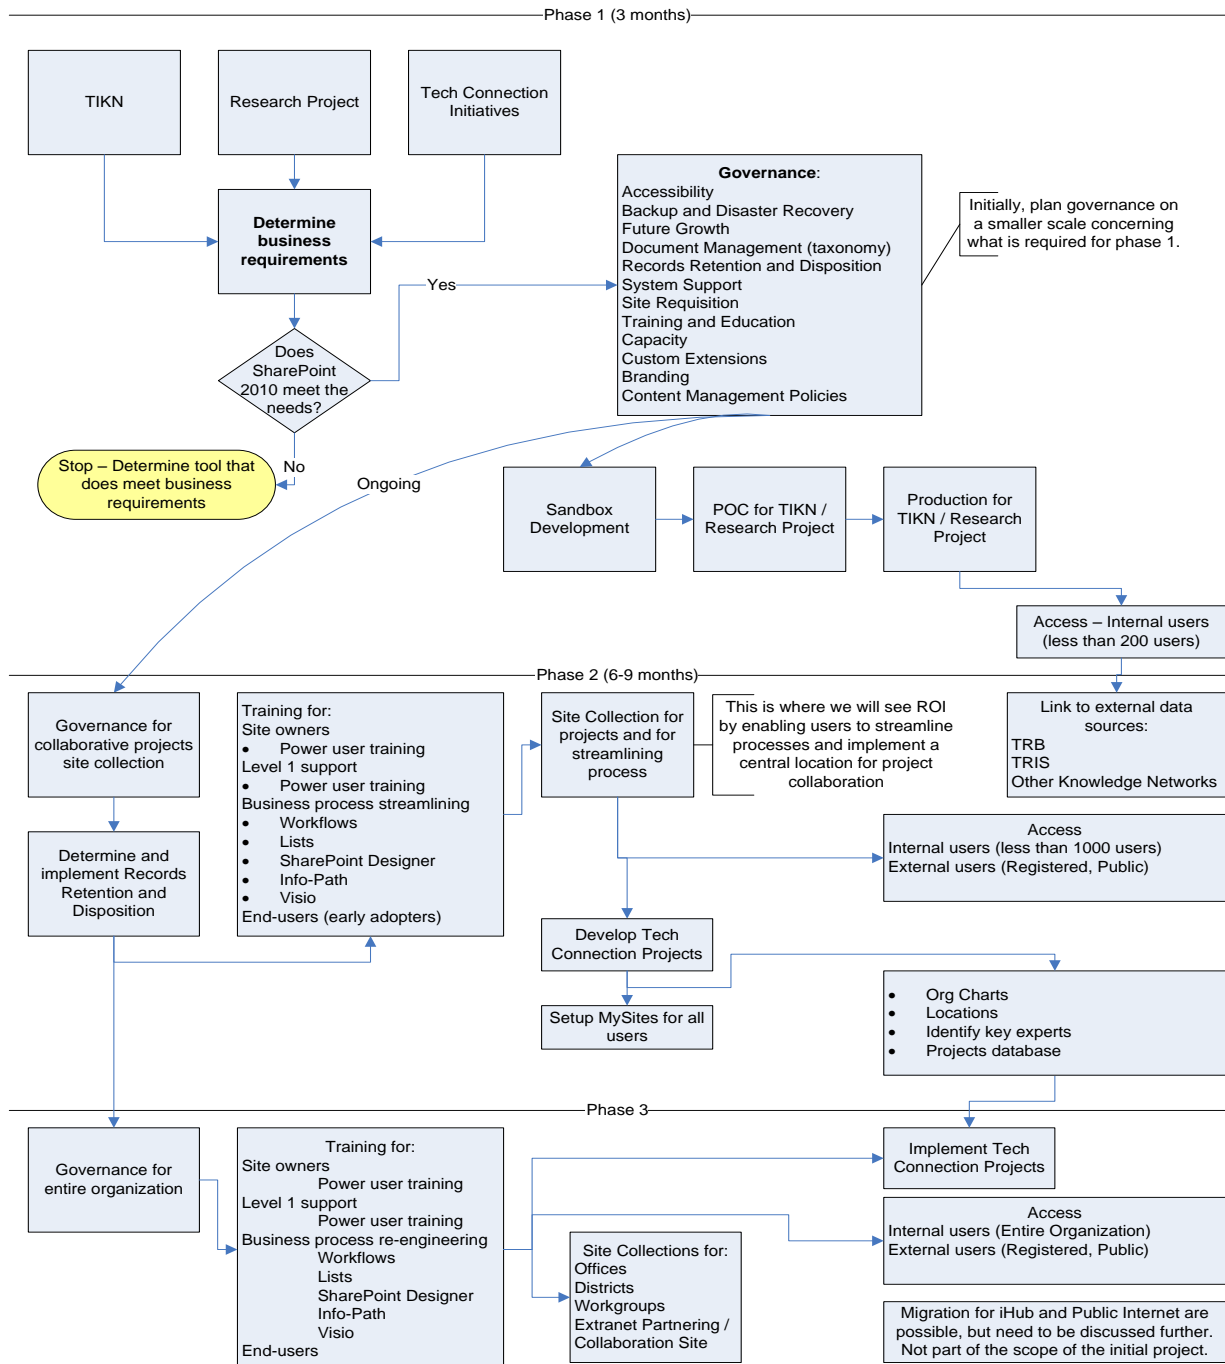 Phase 1 (3 months)
TIKN
Research Project
Tech Connection
Initiatives
Determine
business
requirements
Does
SharePoint
2010 meet the
needs?
Yes
No
Stop – Determine tool that
does meet business
requirements
Governance:
Accessibility
Backup and Disaster Recovery
Future Growth
Document Management (taxonomy)
Records Retention and Disposition
System Support
Site Requisition
Training and Education
Capacity
Custom Extensions
Branding
Content Management Policies
Initially, plan governance on
a smaller scale concerning
what is required for phase 1.
Ongoing
Sandbox
Development
POC for TIKN /
Research Project
Production for
TIKN / Research
Project
Access – Internal users
(less than 200 users)
Phase 2 (6-9 months)
Governance for
collaborative projects
site collection
Determine and
implement Records
Retention and
Disposition
Training for:
Site owners
• Power user training
Level 1 support
• Power user training
Business process streamlining
• Workflows
• Lists
• SharePoint Designer
• Info-Path
• Visio
End-users (early adopters)
Site Collection for
projects and for
streamlining
process
This is where we will see ROI
by enabling users to streamline
processes and implement a
central location for project
collaboration
Link to external data
sources:
TRB
TRIS
Other Knowledge Networks
Access
Internal users (less than 1000 users)
External users (Registered, Public)
Develop Tech
Connection Projects
Setup MySites for all
users
• Org Charts
• Locations
• Identify key experts
• Projects database
Phase 3
Governance for
entire organization
Training for:
Site owners
Power user training
Level 1 support
Power user training
Business process re-engineering
Workflows
Lists
SharePoint Designer
Info-Path
Visio
End-users
Site Collections for:
Offices
Districts
Workgroups
Extranet Partnering /
Collaboration Site
Implement Tech
Connection Projects
Access
Internal users (Entire Organization)
External users (Registered, Public)
Migration for iHub and Public Internet are
possible, but need to be discussed further.
Not part of the scope of the initial project.